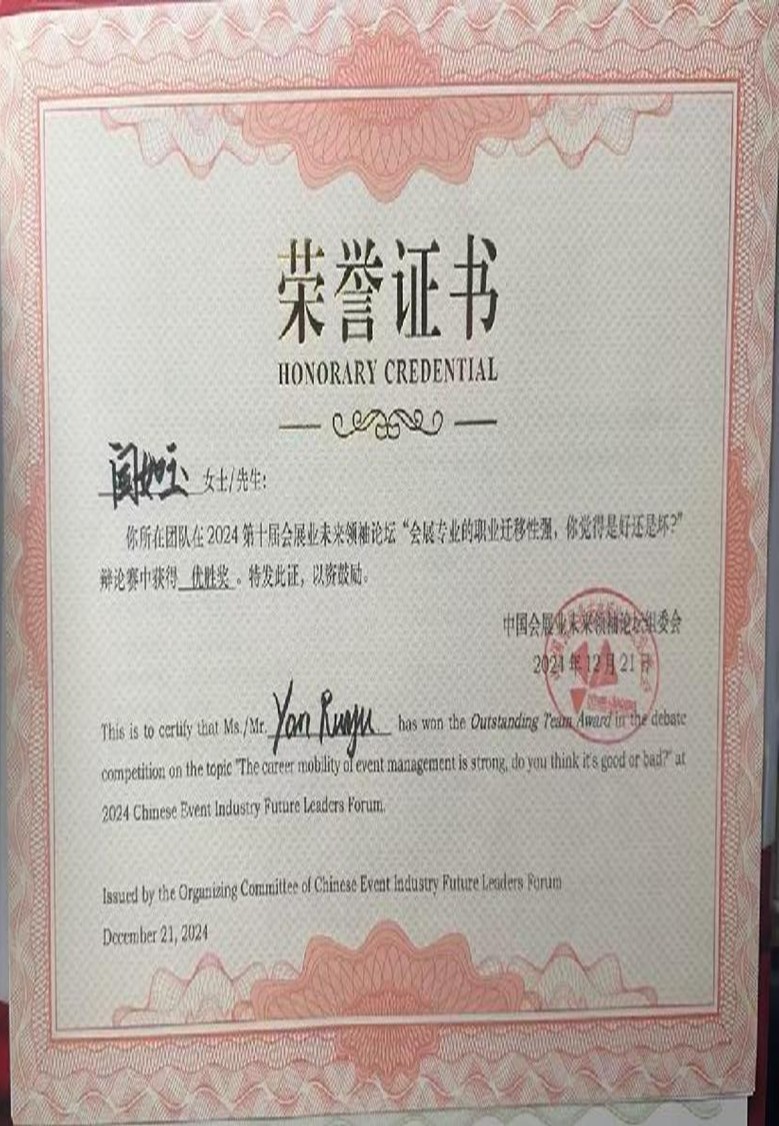 荣誉证书
HONORARY CREDENTIAL
闫如玉 女士/先生:
你所在团队在2024第十届会展业未来领袖论坛“会展专业的职业迁移性强,你觉得是好还是坏?”
辩论赛中获得 优胜奖 。特发此证,以资鼓励。
中国会展业未来领袖论坛组委会
2024年12月21日
This is to certify that Ms./Mr. Yan Ruyu has won the Outstanding Team Award in the debate
competition on the topic "The career mobility of event management is strong, do you think it's good or bad?" at
2024 Chinese Event Industry Future Leaders Forum.
Issued by the Organizing Committee of Chinese Event Industry Future Leaders Forum
December 21, 2024